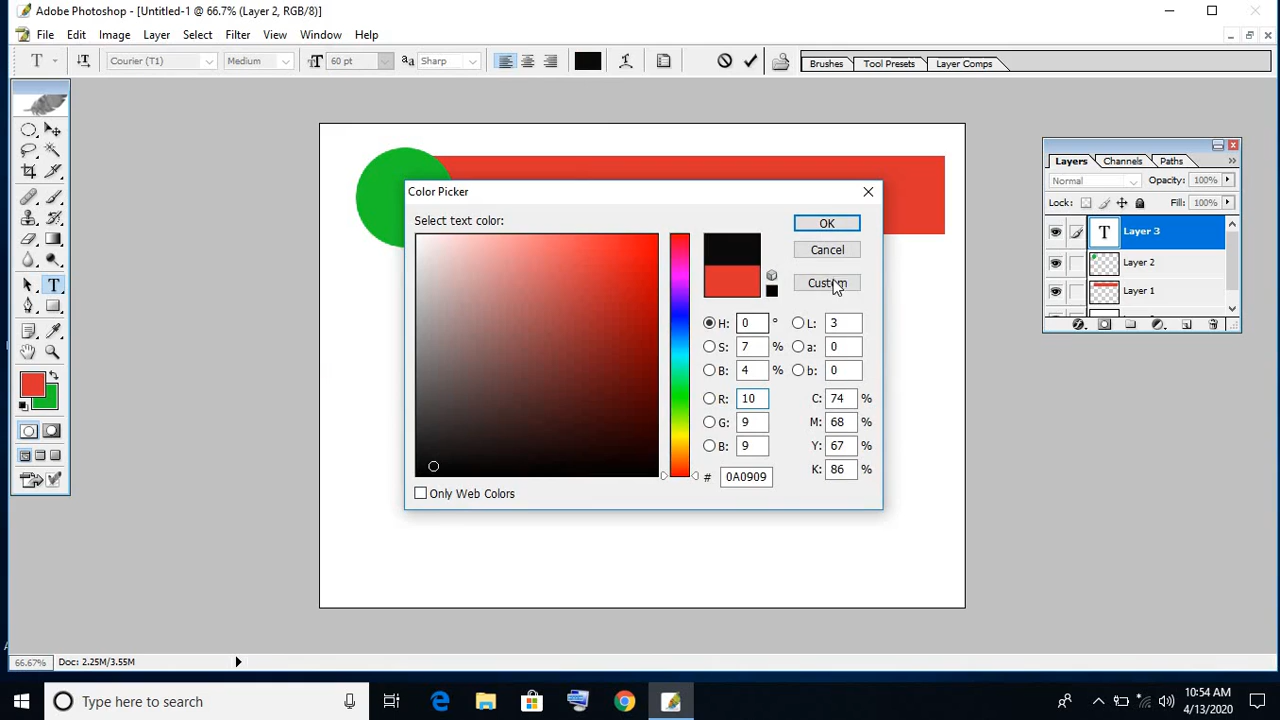 Adobe Photoshop - [Untitled-1 @ 66.7% (Layer 2, RGB/8)]
File Edit Image Layer Select Filter View Window Help
T Courier (T1) Medium T 60 pt aa Sharp Brushes Tool Presets Layer Comps
Color Picker
Select text color:
OK
Cancel
Custom
H: 0 ° L: 3
S: 7 % a: 0
B: 4 % b: 0
R: 10 C: 74 %
G: 9 M: 68 %
B: 9 Y: 67 %
# 0A0909 K: 86 %
Only Web Colors
Layers Channels Paths
Normal Opacity: 100%
Lock: Fill: 100%
T Layer 3
Layer 2
Layer 1
T
66.67% Doc: 2.25M/3.55M
Type here to search
10:54 AM
4/13/2020